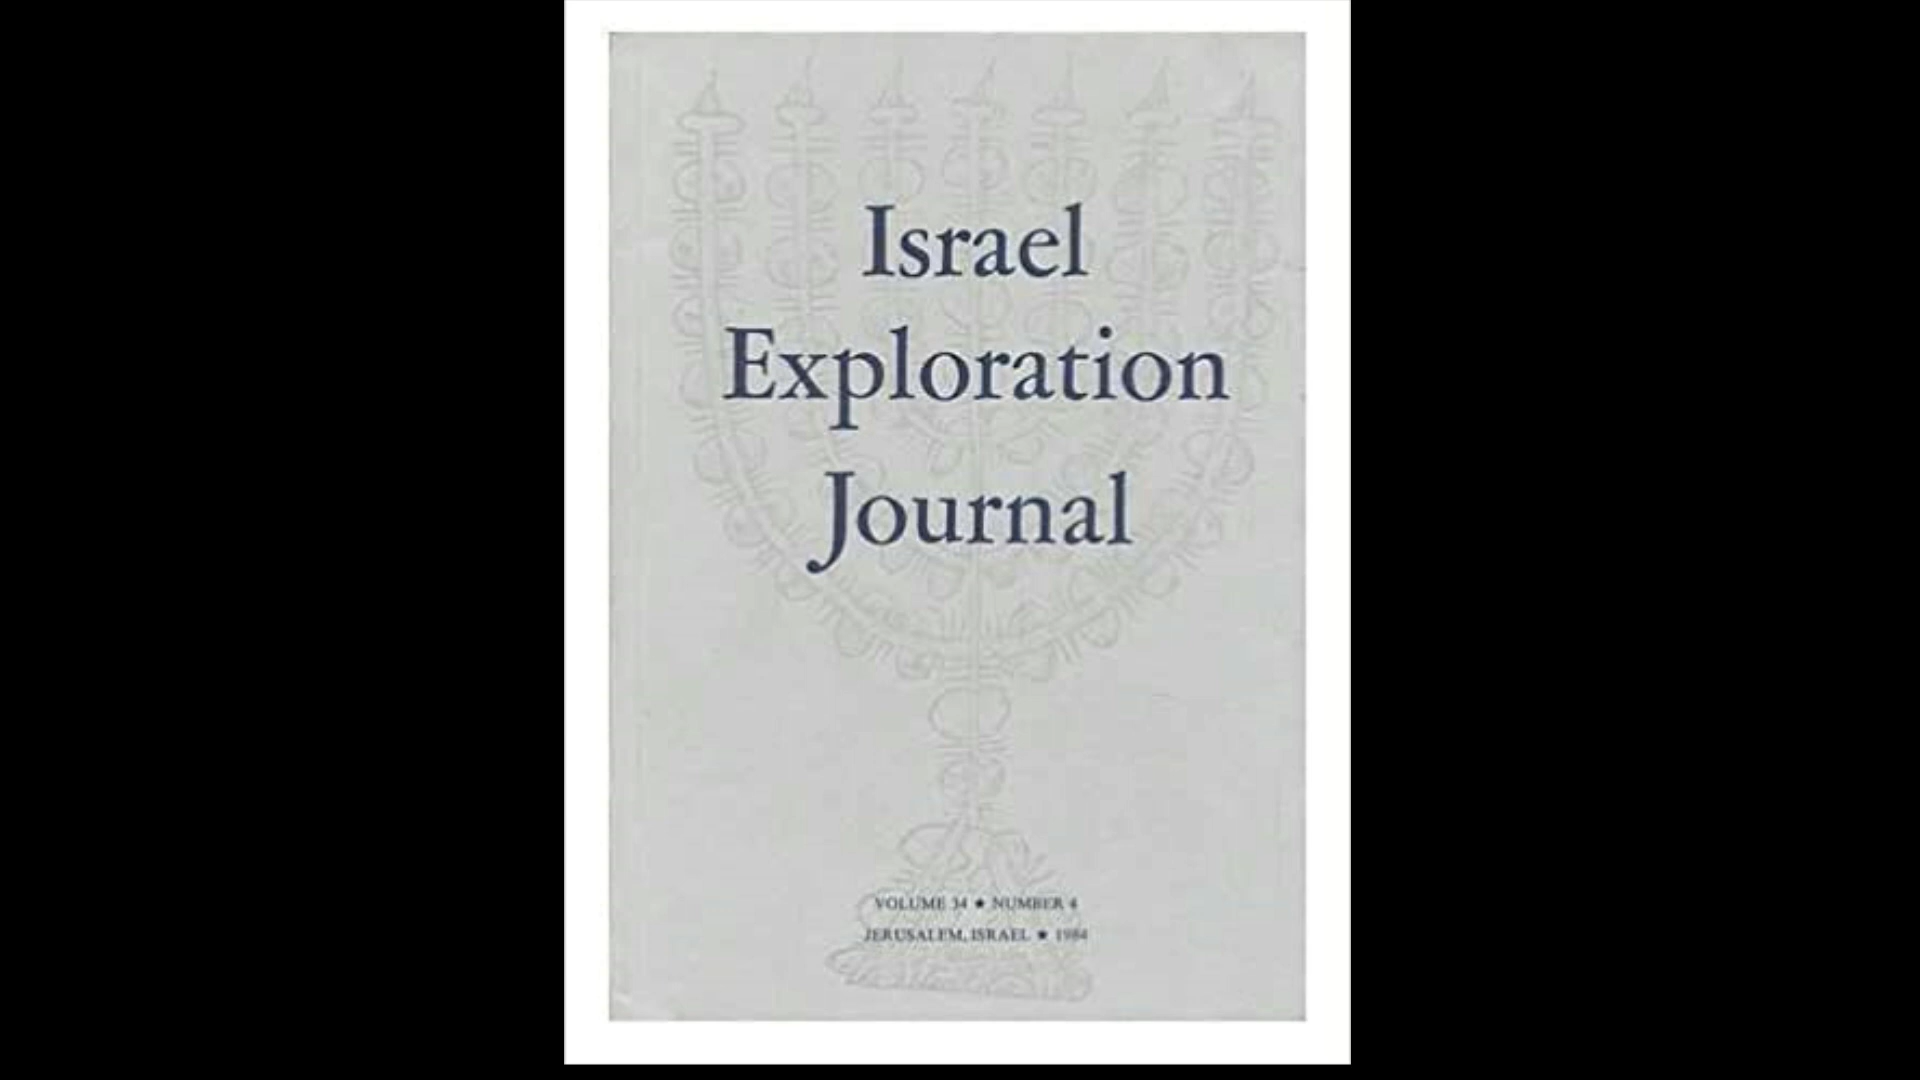 Israel
Exploration
Journal
VOLUME 34 ★ NUMBER 4
JERUSALEM, ISRAEL ★ 1984